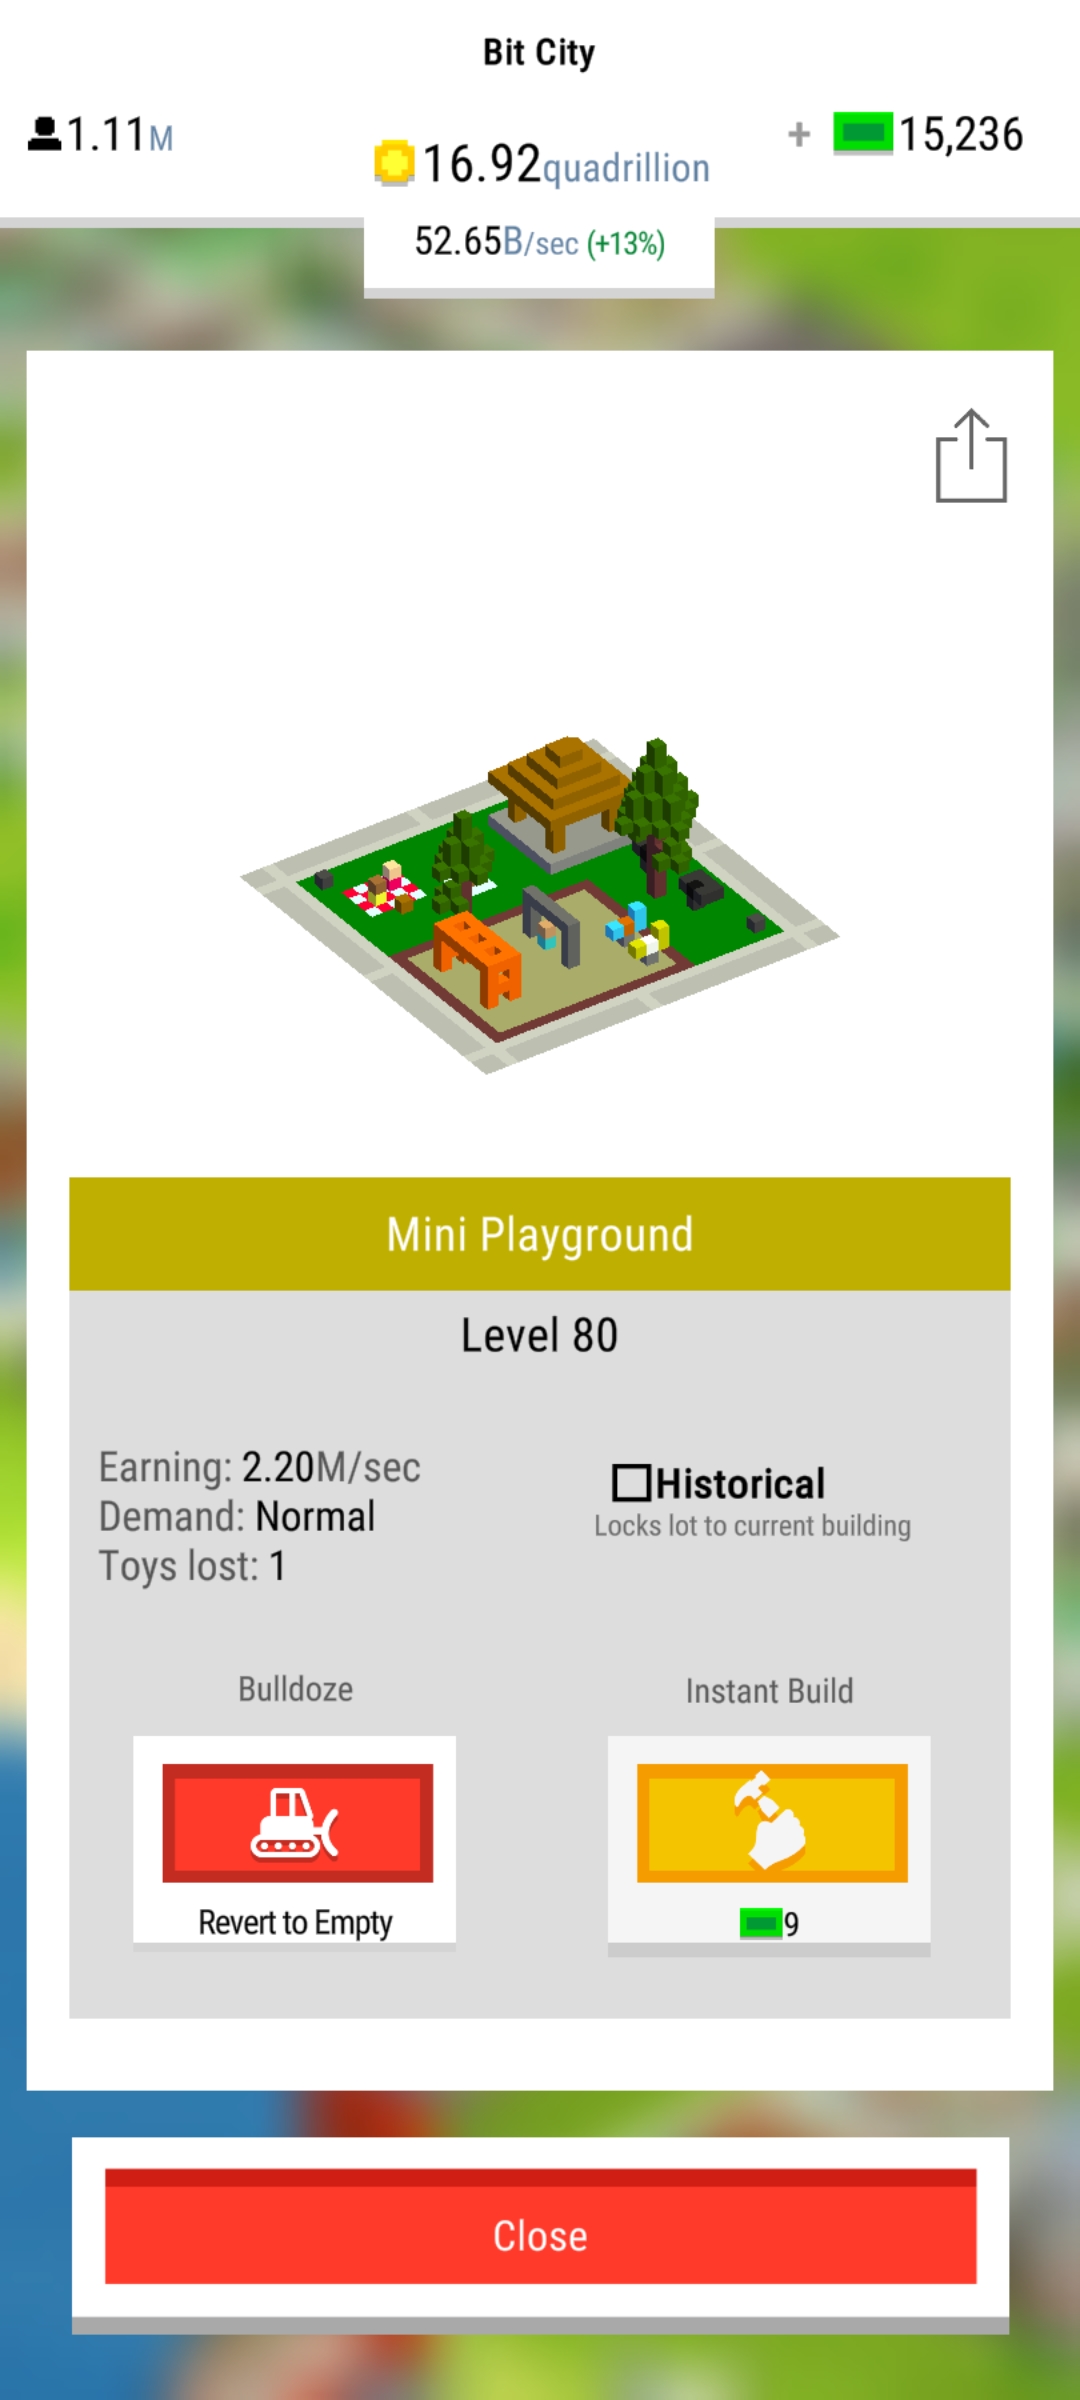 Bit City
1.11M
16.92quadrillion
+ 15,236
52.65B/sec (+13%)
Mini Playground
Level 80
Earning: 2.20M/sec
Demand: Normal
Toys lost: 1
Historical
Locks lot to current building
Bulldoze
Instant Build
Revert to Empty
9
Close